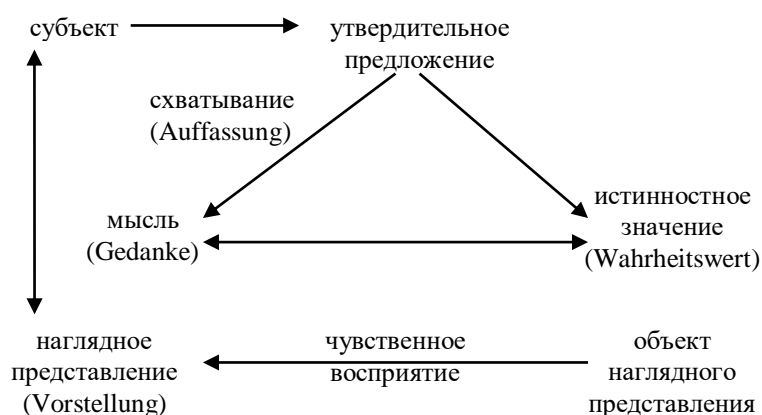 субъект
утвердительное
предложение
схватывание
(Auffassung)
мысль
(Gedanke)
истинностное
значение
(Wahrheitswert)
наглядное
представление
(Vorstellung)
чувственное
восприятие
объект
наглядного
представления